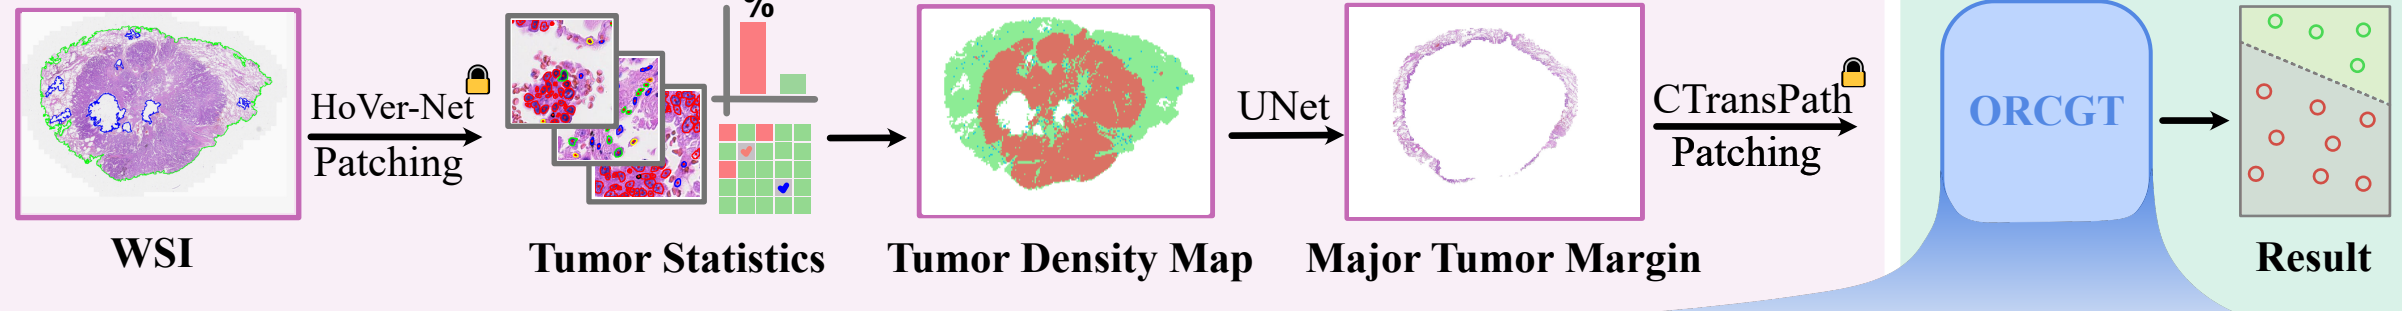 %
HoVer-Net
Patching
UNet
CTransPath
Patching
ORCGT
WSI
Tumor Statistics
Tumor Density Map
Major Tumor Margin
Result